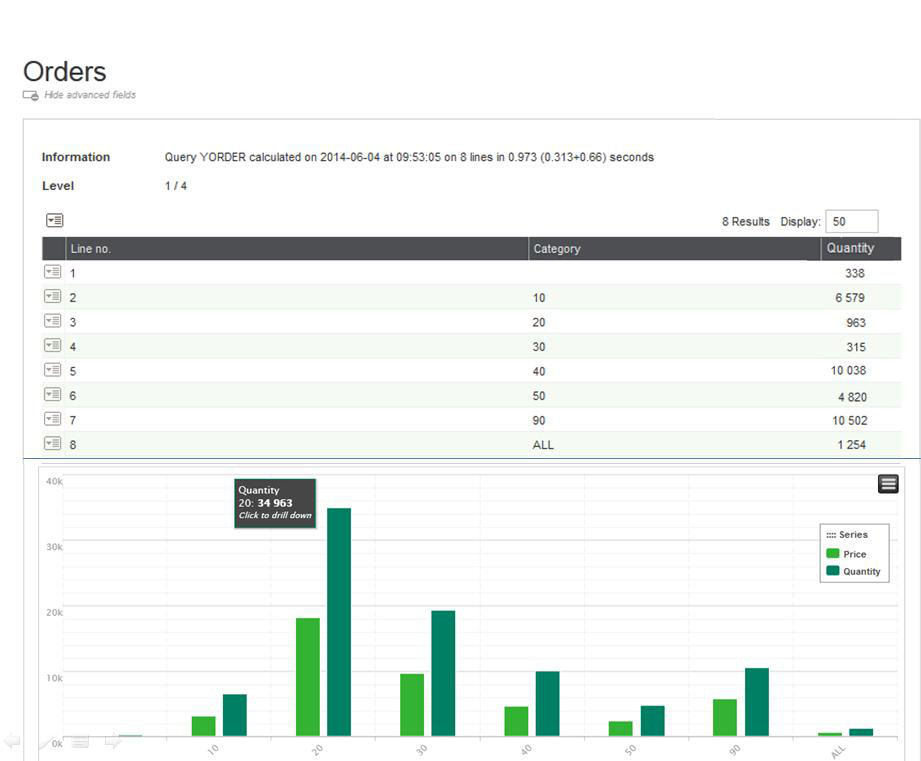 Orders
Hide advanced fields
Information Query YORDER calculated on 2014-06-04 at 09:53:05 on 8 lines in 0.973 (0.313+0.66) seconds
Level 1 / 4
8 Results Display: 50
Line no. Category Quantity
1 338
2 10 6 579
3 20 963
4 30 315
5 40 10 038
6 50 4 820
7 90 10 502
8 ALL 1 254
40k
Quantity
20: 34 963
Click to drill down
Series
30k
Price
Quantity
20k
10k
0k
10 20 30 40 50 90 ALL